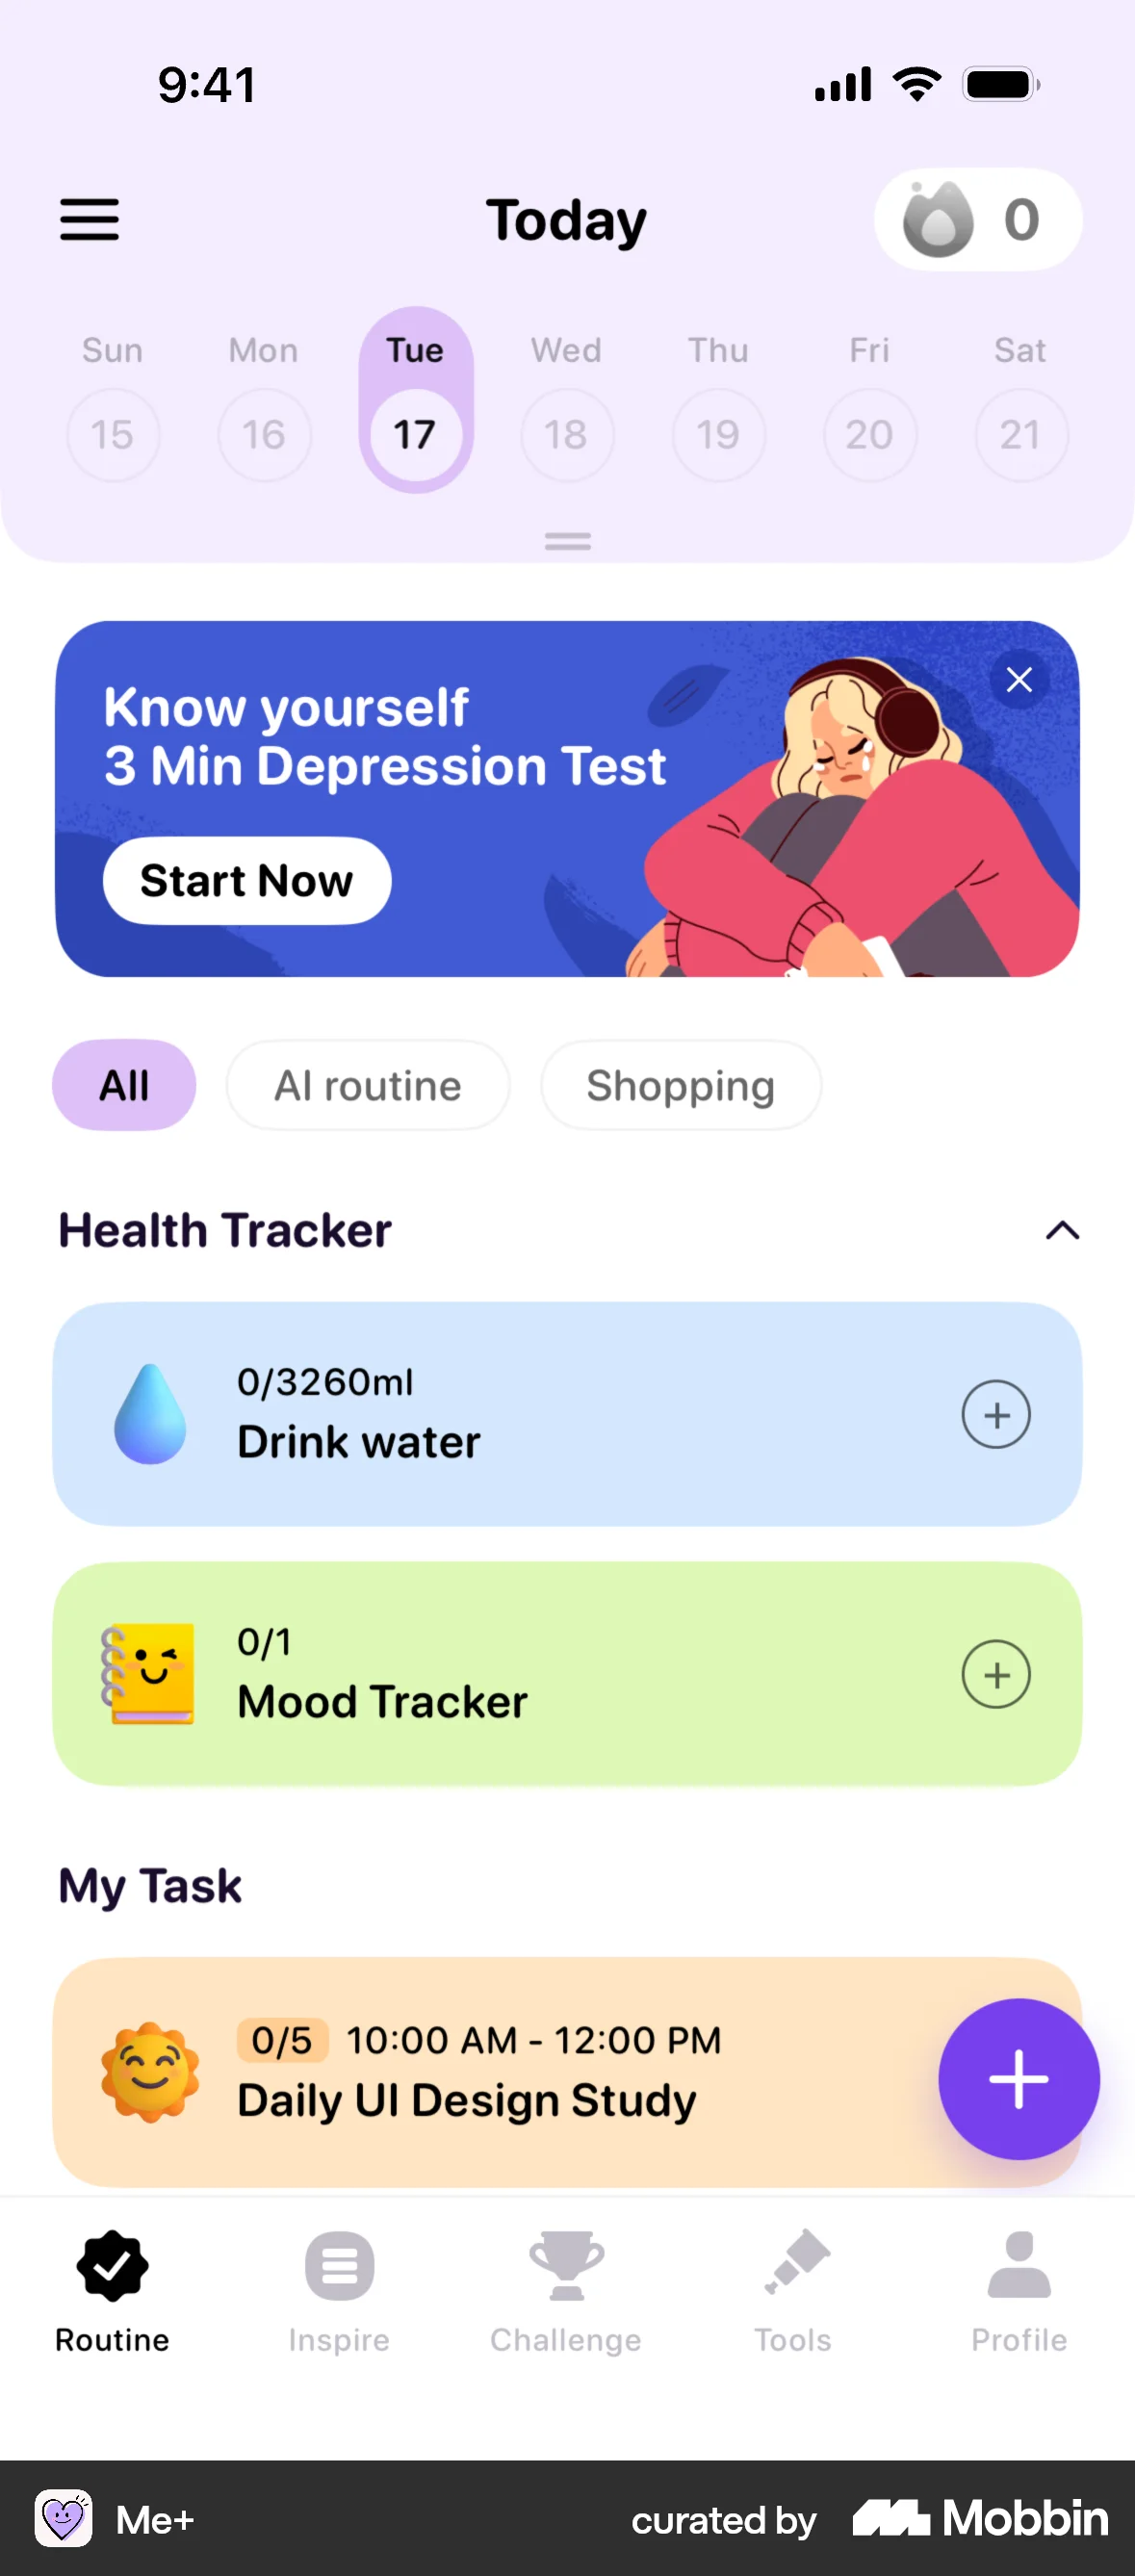 9:41
Today
0
Sun Mon Tue Wed Thu Fri Sat
15 16 17 18 19 20 21
Know yourself
3 Min Depression Test
Start Now
All AI routine Shopping
Health Tracker
0/3260ml
Drink water
0/1
Mood Tracker
My Task
0/5 10:00 AM - 12:00 PM
Daily UI Design Study
Routine Inspire Challenge Tools Profile
Me+ curated by Mobbin